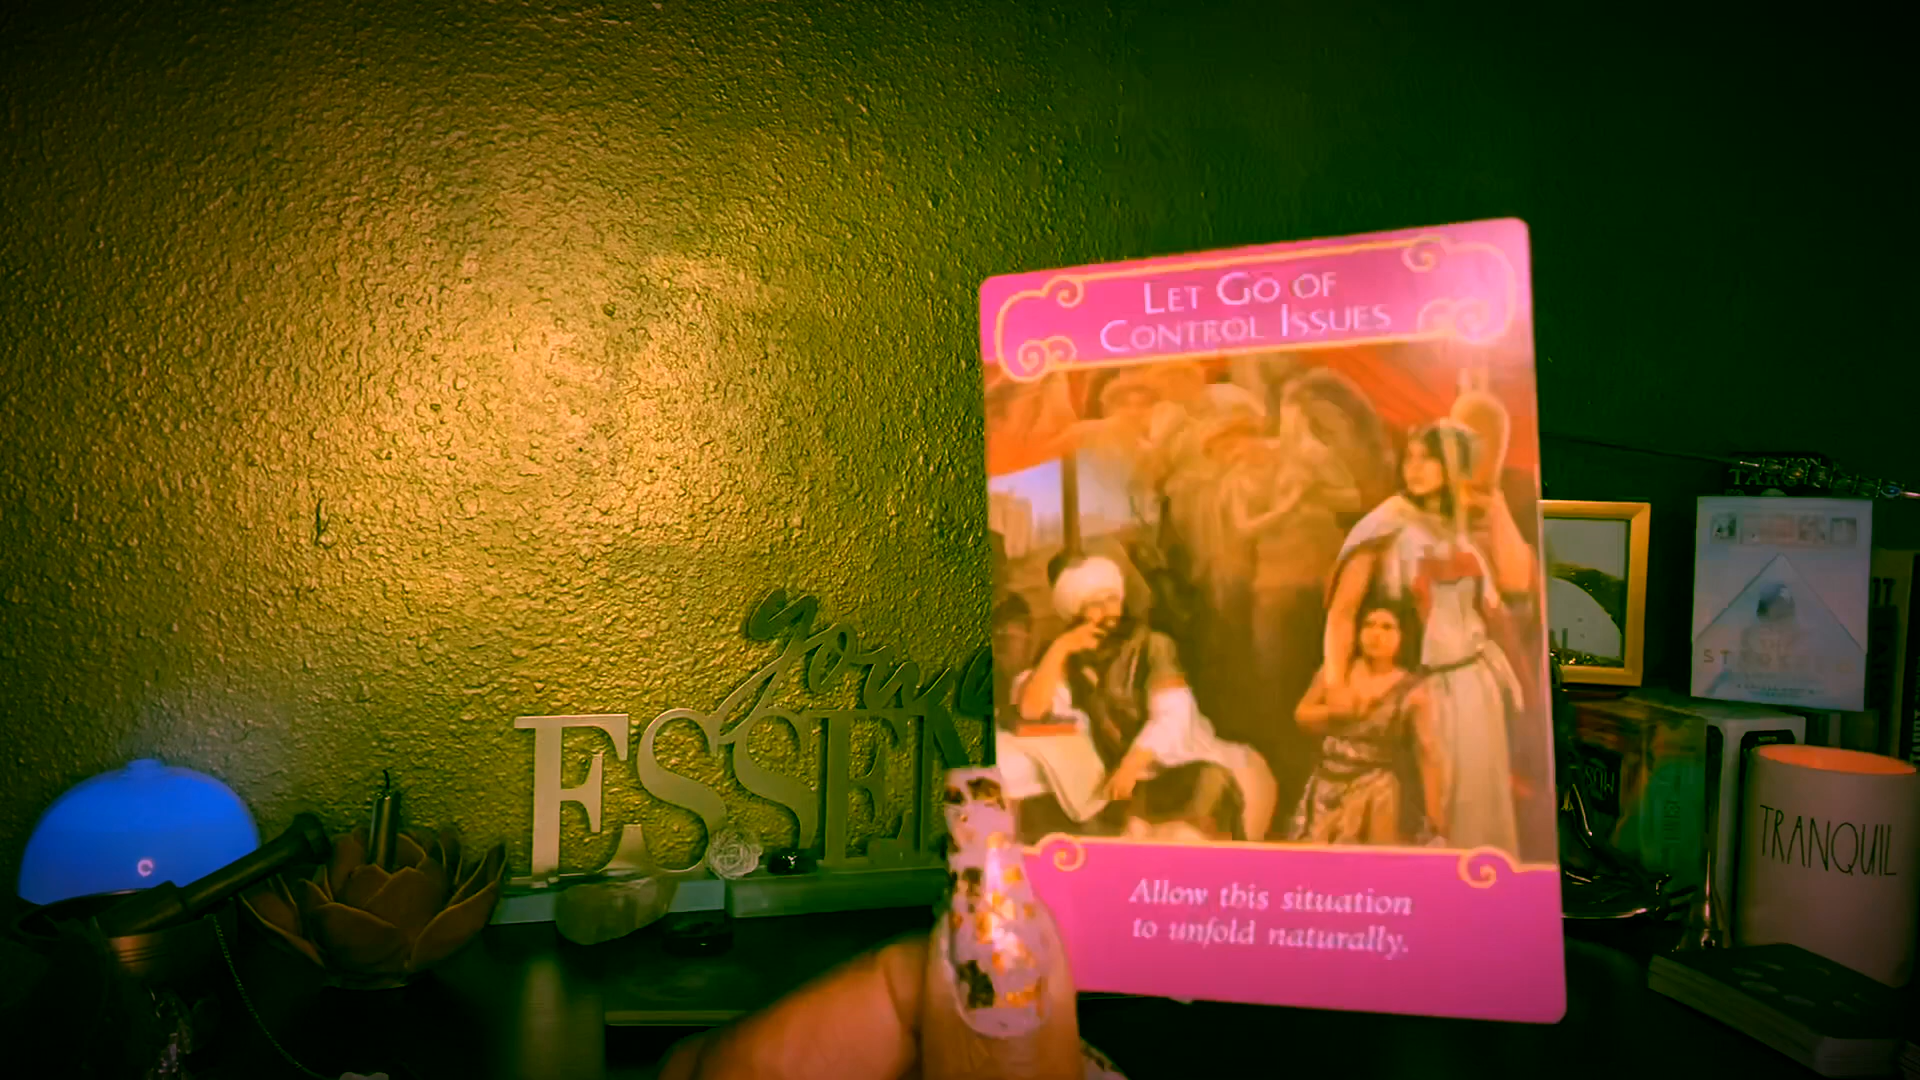 LET GO OF
CONTROL ISSUES
Allow this situation
to unfold naturally.
ESSEN
TRANQUIL